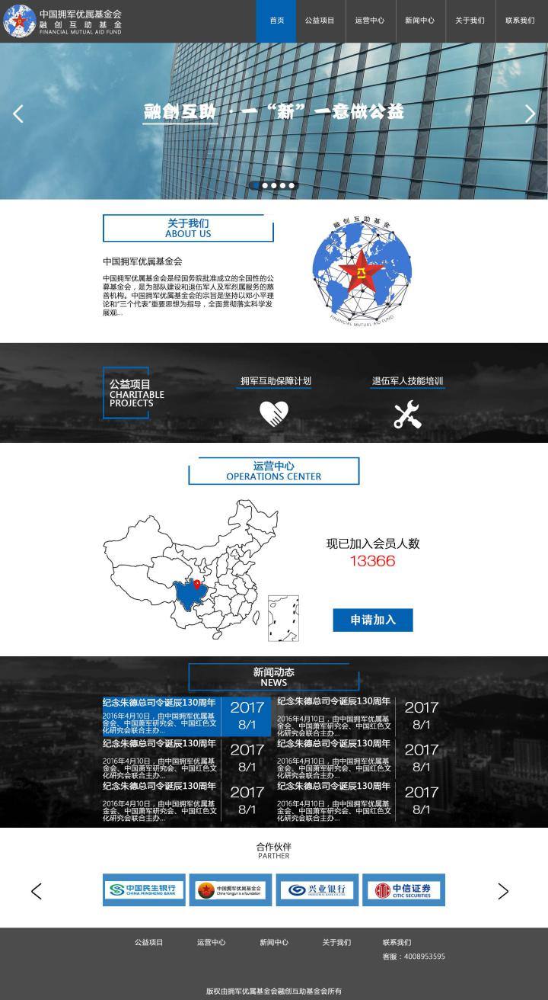 中国拥军优属基金会
融创互助基金
FINANCIAL MUTUAL AID FUND
首页
公益项目
运营中心
新闻中心
关于我们
联系我们
融創互助 · 一“新”一意做公益
关于我们
ABOUT US
中国拥军优属基金会
中国拥军优属基金会是经国务院批准成立的全国性的公
募基金会，是为部队建设和退伍军人及军烈属服务的慈
善机构。中国拥军优属基金会的宗旨是坚持以邓小平理
论和“三个代表”重要思想为指导，全面贯彻落实科学发
展观...
融创互助基金
八一
FINANCIAL MUTUAL AID FUND
公益项目
CHARITABLE
PROJECTS
拥军互助保障计划
退伍军人技能培训
运营中心
OPERATIONS CENTER
现已加入会员人数
13366
申请加入
新闻动态
NEWS
纪念朱德总司令诞辰130周年
2016年4月10日，由中国拥军优属基
金会、中国萧军研究会、中国红色文
化研究会联合主办...
2017
8/1
纪念朱德总司令诞辰130周年
2016年4月10日，由中国拥军优属基
金会、中国萧军研究会、中国红色文
化研究会联合主办...
2017
8/1
纪念朱德总司令诞辰130周年
2016年4月10日，由中国拥军优属基
金会、中国萧军研究会、中国红色文
化研究会联合主办...
2017
8/1
纪念朱德总司令诞辰130周年
2016年4月10日，由中国拥军优属基
金会、中国萧军研究会、中国红色文
化研究会联合主办...
2017
8/1
纪念朱德总司令诞辰130周年
2016年4月10日，由中国拥军优属基
金会、中国萧军研究会、中国红色文
化研究会联合主办...
2017
8/1
纪念朱德总司令诞辰130周年
2016年4月10日，由中国拥军优属基
金会、中国萧军研究会、中国红色文
化研究会联合主办...
2017
8/1
合作伙伴
PARTHER
中国民生银行
CHINA MINSHENG BANK
中国拥军优属基金会
China Yongjun is a foundation
兴业银行
INDUSTRIAL BANK CO.,LTD.
中信证券
CITIC SECURITIES
公益项目
运营中心
新闻中心
关于我们
联系我们
客服：4008953595
版权由拥军优属基金会融创互助基金会所有